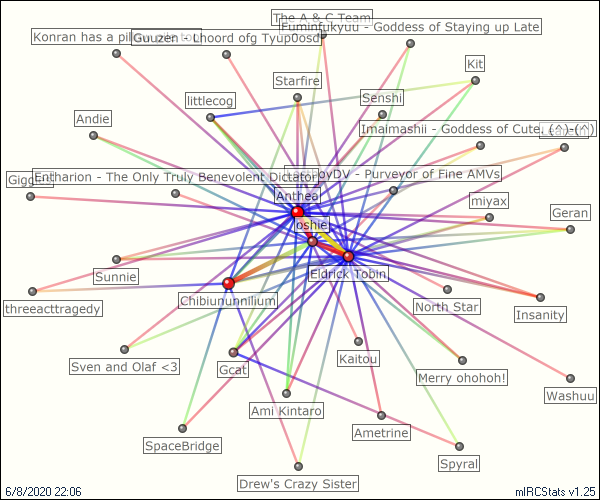 The A & C Team
Fuminfukyuu - Goddess of Staying up Late
Konran has a pil
Guuzen - Lhoord ofg Tyup0osd
Kit
Starfire
littlecog
Senshi
Andie
Imaimashii - Goddess of Cute. (^)-(^)
Entharion - The Only Truly Benevolent Dictator
oyDV - Purveyor of Fine AMVs
Anthea
miyax
Geran
oshie
Eldrick Tobin
Sunnie
Chibiununnilium
North Star
Insanity
threeacttragedy
Kaitou
Sven and Olaf <3
Gcat
Merry ohohoh!
Washuu
Ami Kintaro
Ametrine
SpaceBridge
Spyral
Drew's Crazy Sister
6/8/2020 22:06
mIRCStats v1.25